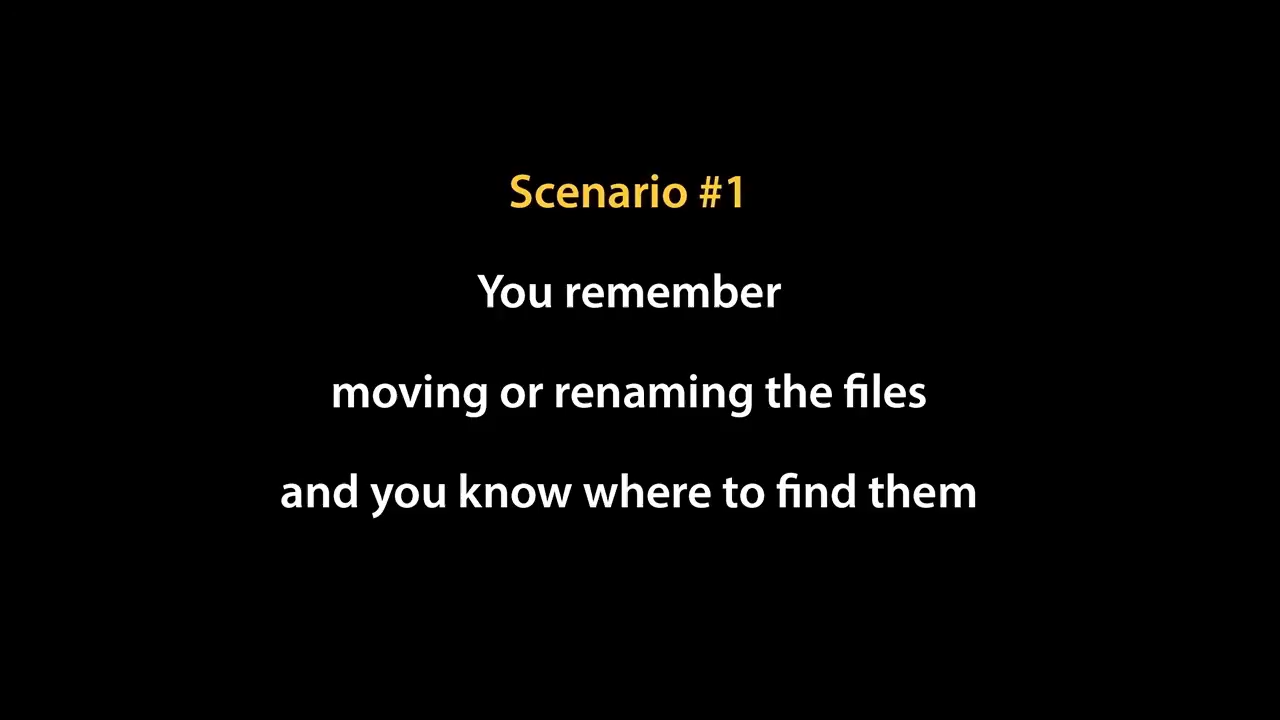 Scenario #1
You remember
moving or renaming the files
and you know where to find them